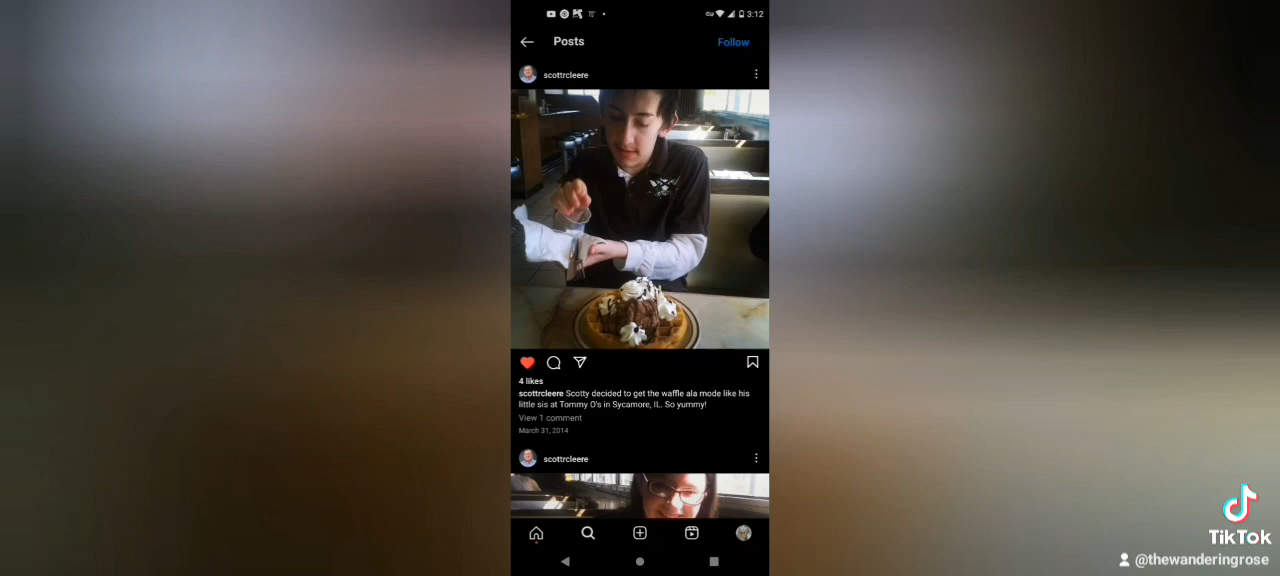 3:12
Posts
Follow
scottrcleere
4 likes
scottrcleere Scotty decided to get the waffle ala mode like his
little sis at Tommy O's in Sycamore, IL. So yummy!
View 1 comment
March 31, 2014
scottrcleere
TikTok
@thewanderingrose